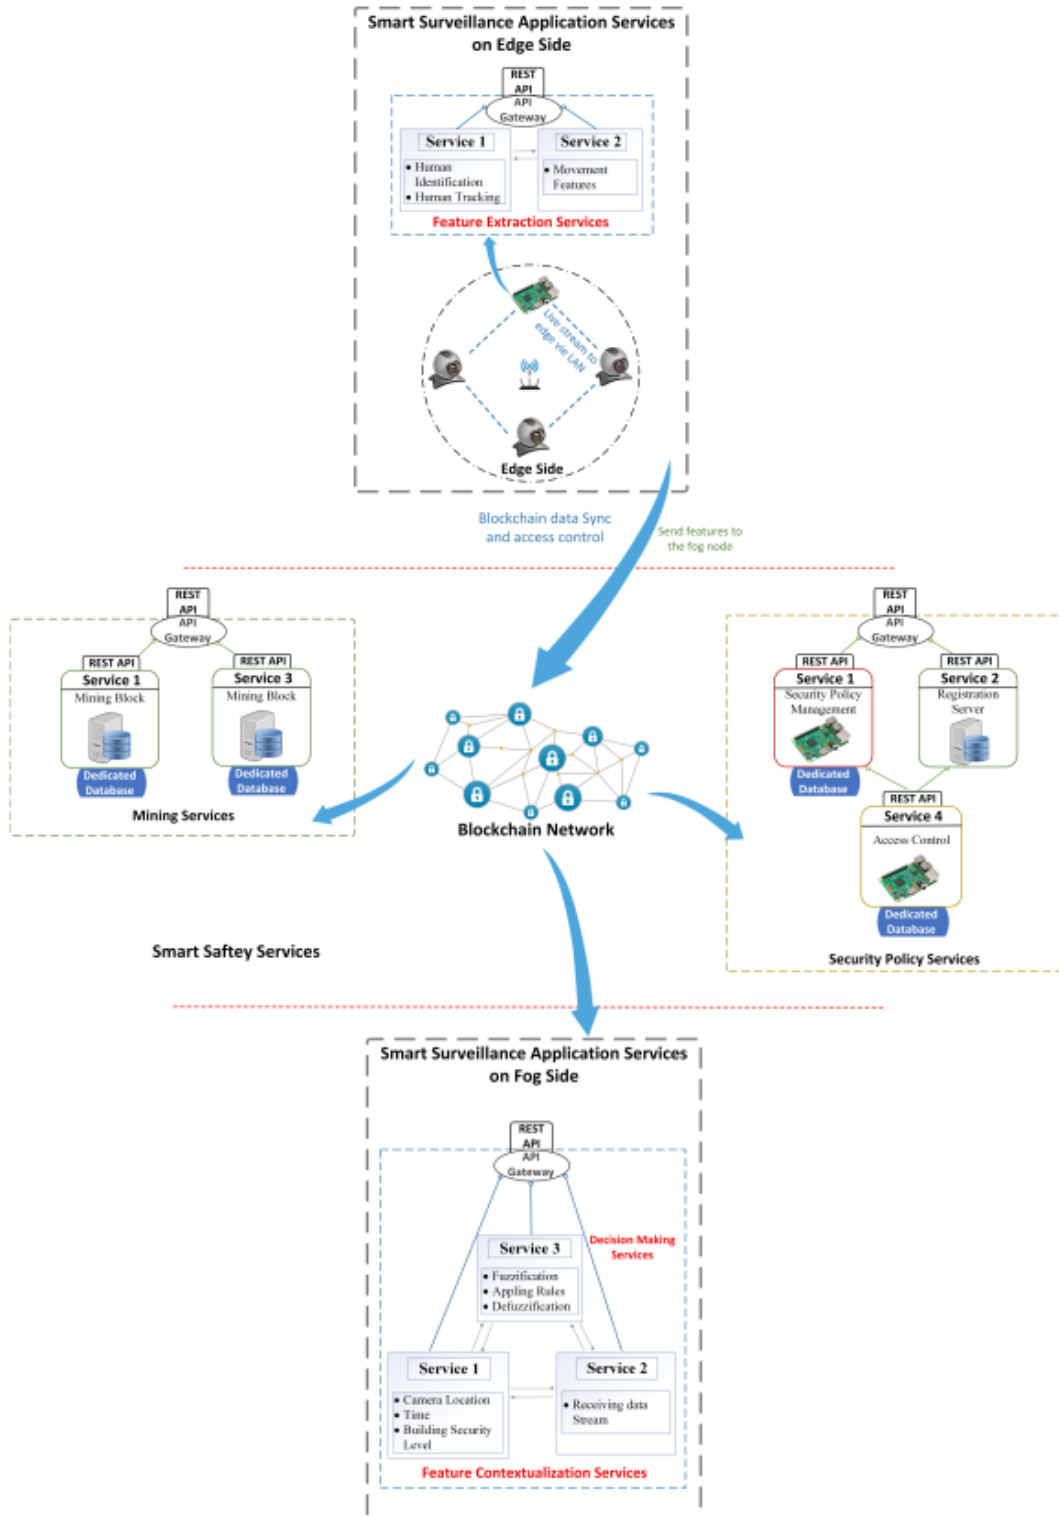 Smart Surveillance Application Services
on Edge Side
REST
API
API
Gateway
Service 1
• Human
Identification
• Human Tracking
Service 2
• Movement
Features
Feature Extraction Services
Live stream to
edge vie LAN
Edge Side
Blockchain data Sync
and access control
Send features to
the fog node
REST
API
API
Gateway
REST API
Service 1
Mining Block
Dedicated
Database
REST API
Service 3
Mining Block
Dedicated
Database
Mining Services
Blockchain Network
REST
API
API
Gateway
REST API
Service 1
Security Policy
Management
Dedicated
Database
REST API
Service 2
Registration
Server
REST API
Service 4
Access Control
Dedicated
Database
Security Policy Services
Smart Saftey Services
Smart Surveillance Application Services
on Fog Side
REST
API
API
Gateway
Decision Making
Services
Service 3
• Fuzzification
• Appling Rules
• Defuzzification
Service 1
• Camera Location
• Time
• Building Security
Level
Service 2
• Receiving data
Stream
Feature Contextualization Services